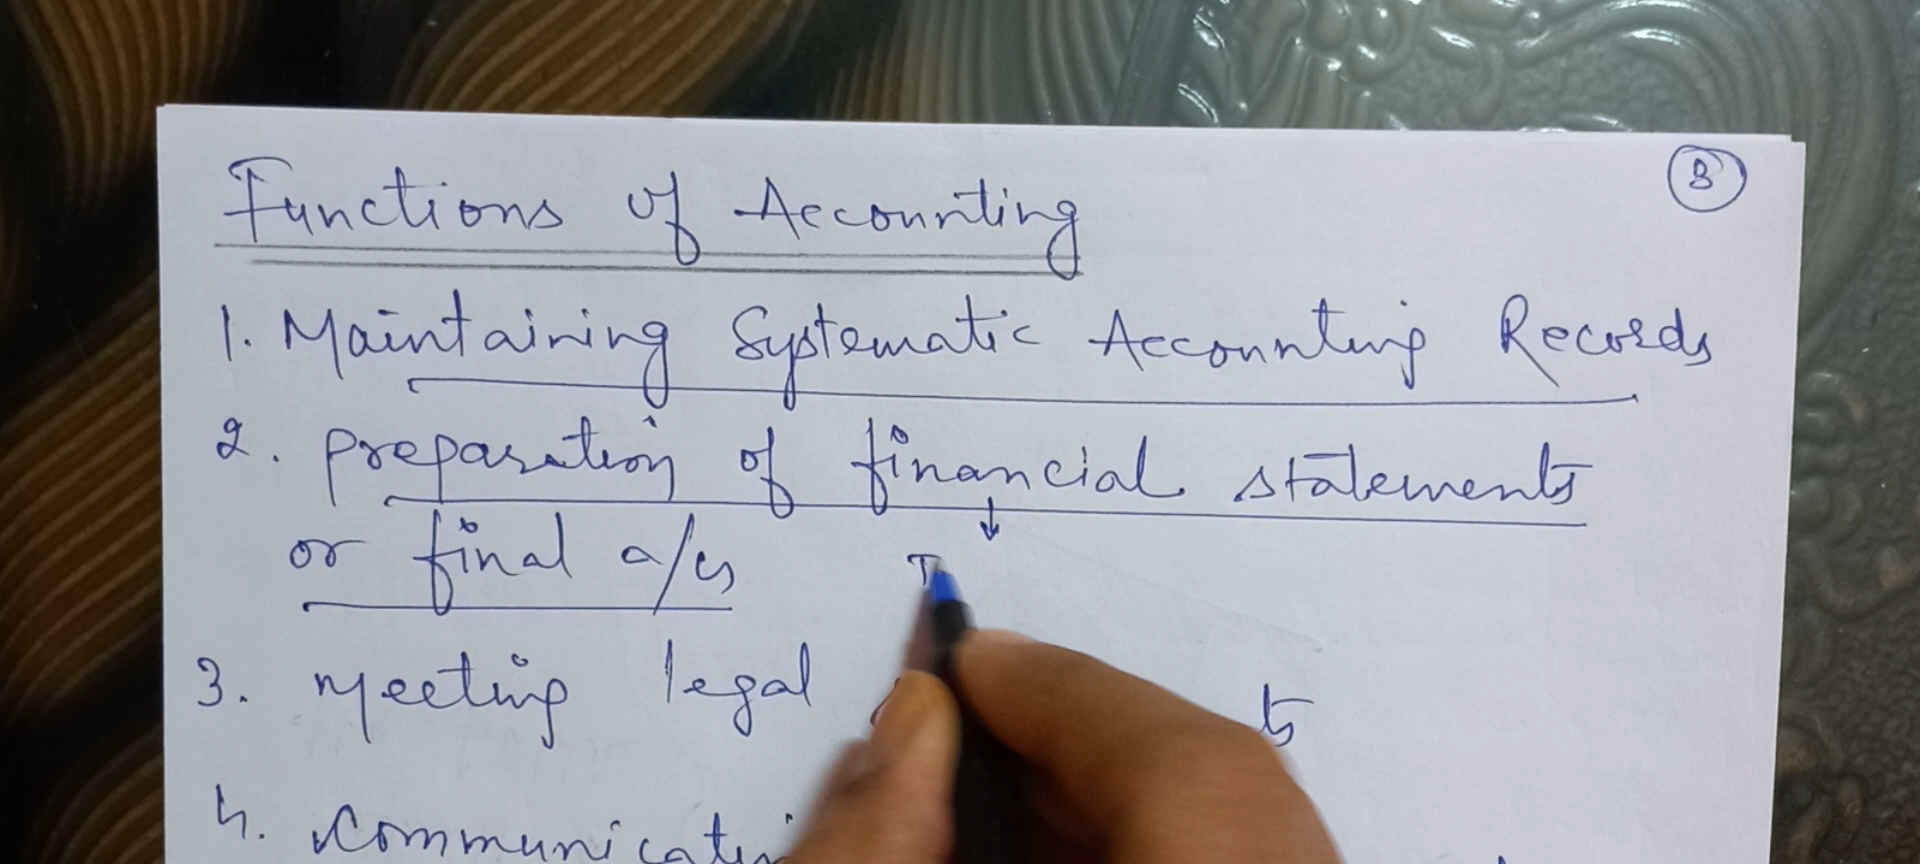 Functions of Accounting
3
1. Maintaining Systematic Accounting Records
2. preparation of financial statements
or final a/cs
3. Meeting legal
4.